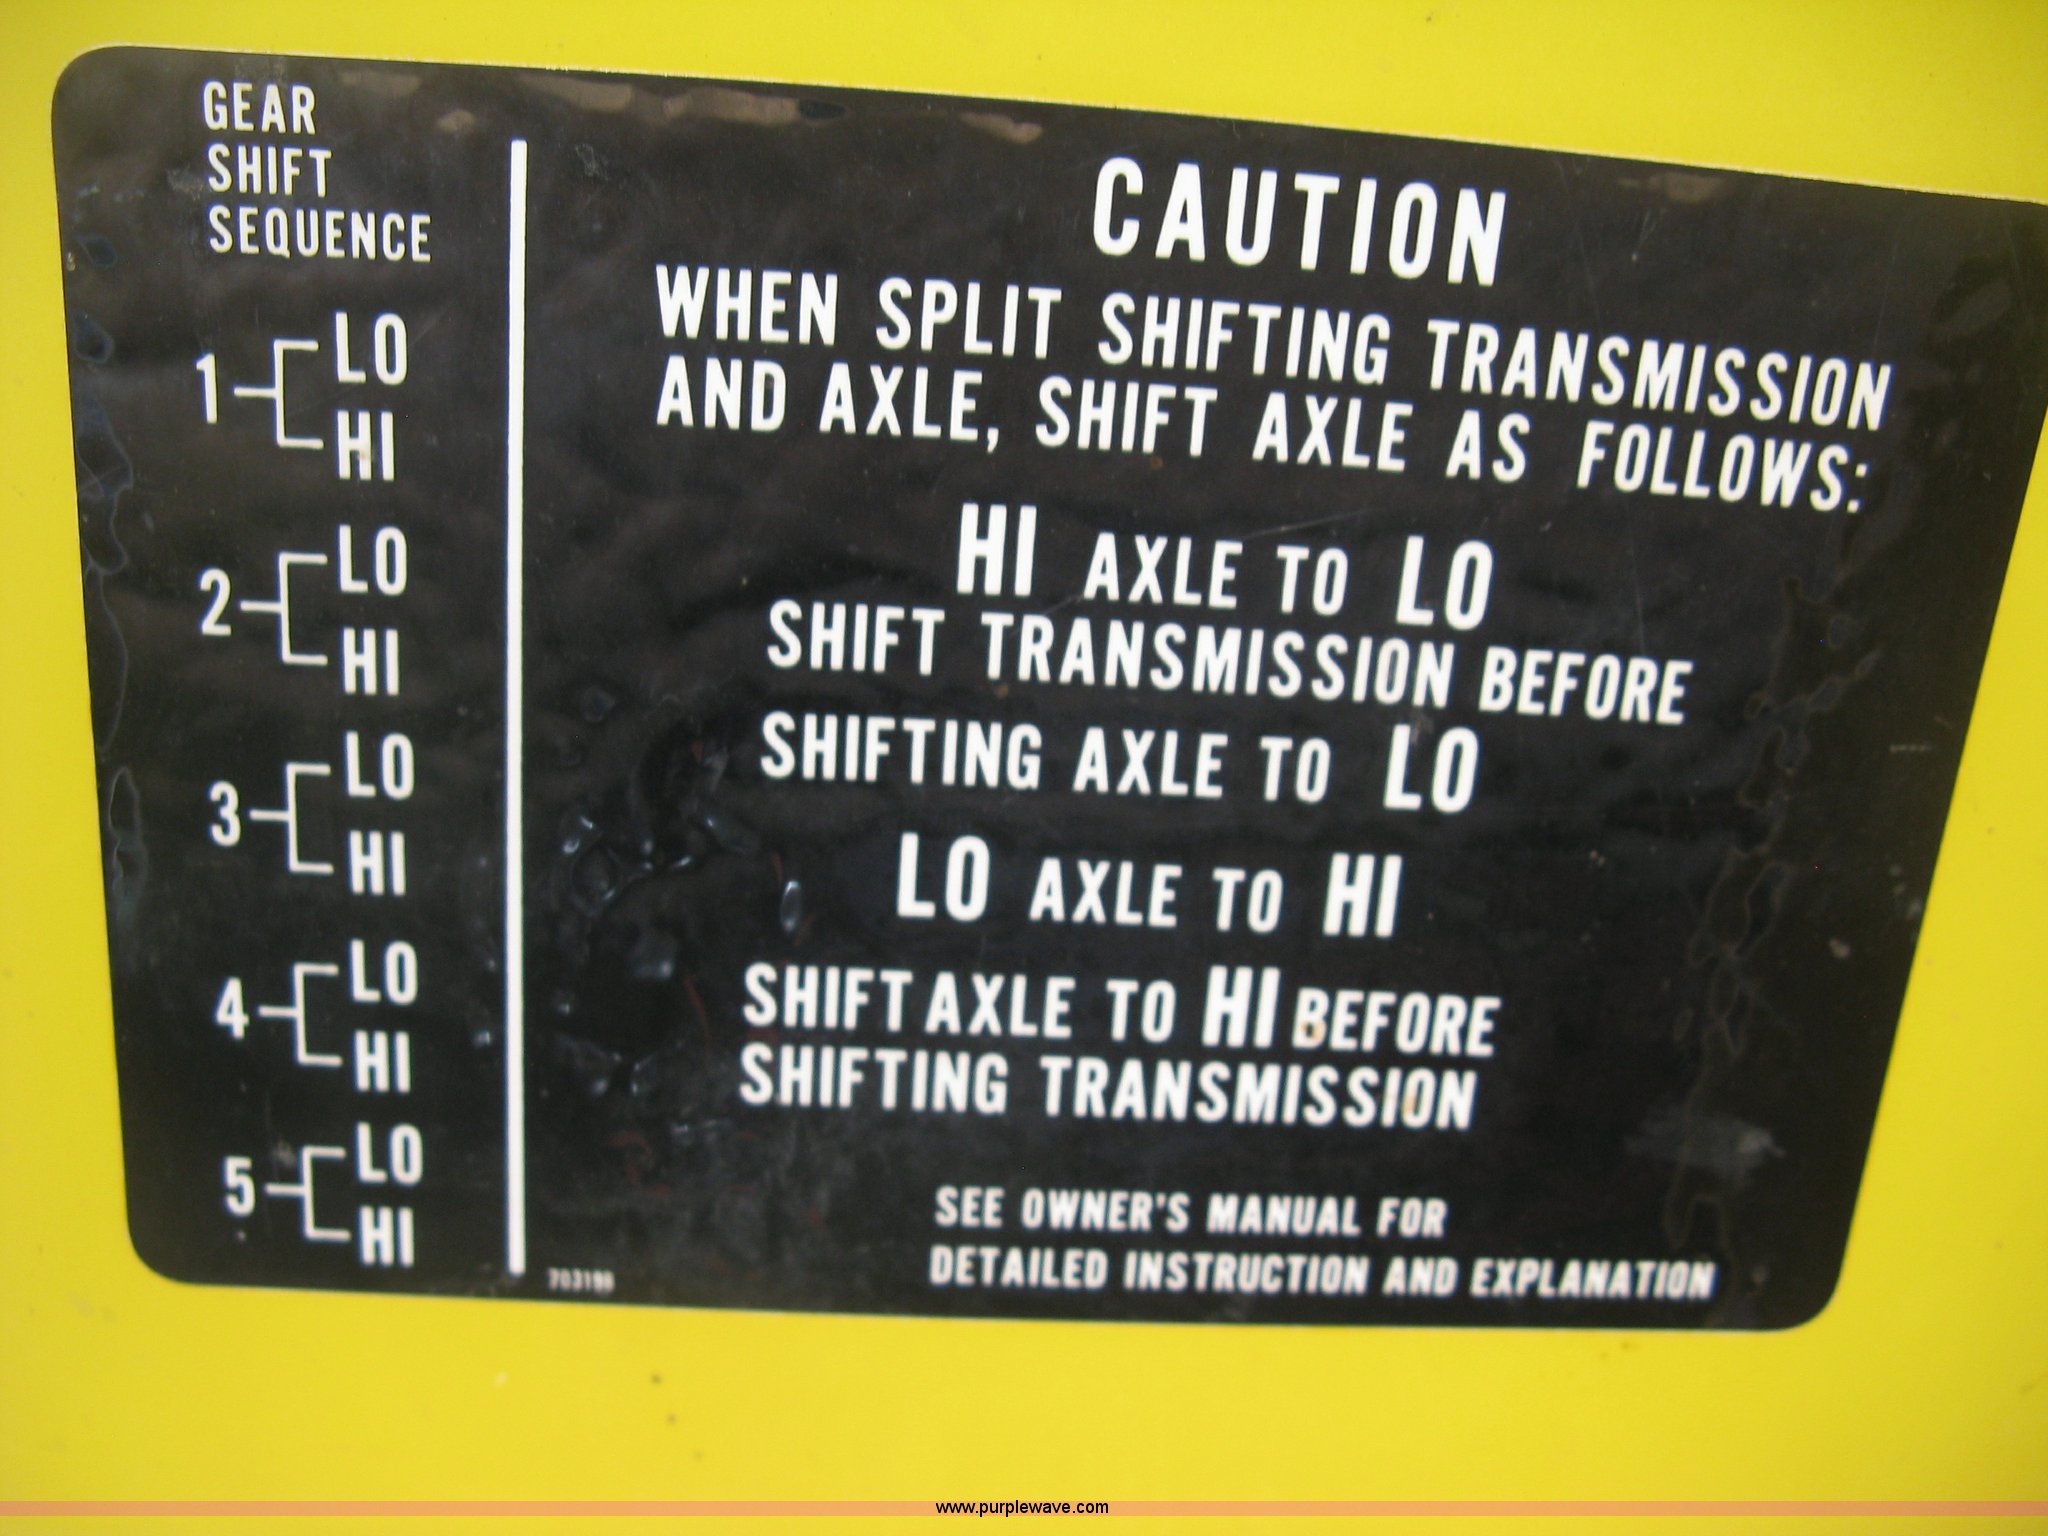 GEAR
SHIFT
SEQUENCE
1 LO
HI
2 LO
HI
3 LO
HI
4 LO
HI
5 LO
HI
CAUTION
WHEN SPLIT SHIFTING TRANSMISSION
AND AXLE, SHIFT AXLE AS FOLLOWS:
HI AXLE TO LO
SHIFT TRANSMISSION BEFORE
SHIFTING AXLE TO LO
LO AXLE TO HI
SHIFT AXLE TO HI BEFORE
SHIFTING TRANSMISSION
SEE OWNER'S MANUAL FOR
DETAILED INSTRUCTION AND EXPLANATION
www.purplewave.com